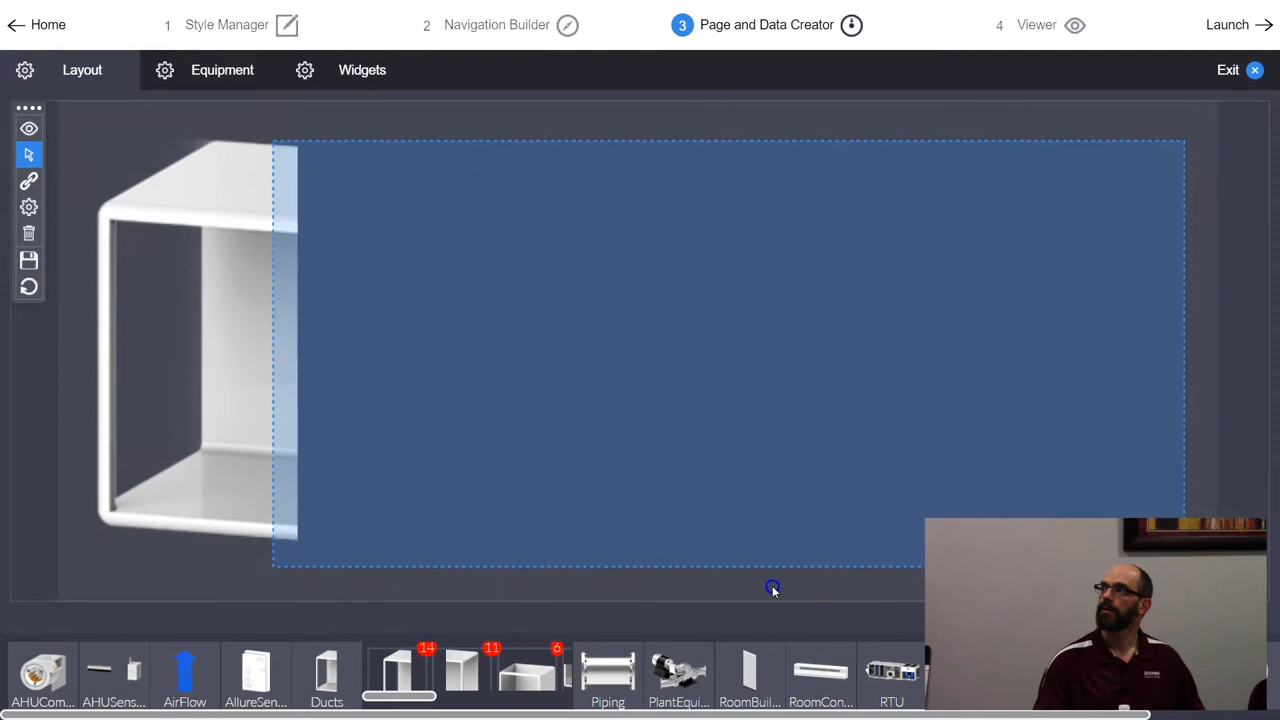 Home
1 Style Manager
2 Navigation Builder
3 Page and Data Creator
4 Viewer
Launch
Layout
Equipment
Widgets
Exit
14
11
6
AHUCom...
AHUSens...
AirFlow
AllureSen...
Ducts
Piping
PlantEqui...
RoomBuil...
RoomCon...
RTU